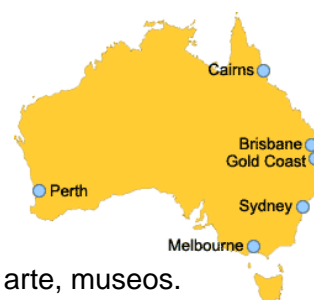 Cairns
Brisbane
Gold Coast
Perth
Sydney
Melbourne
arte, museos.